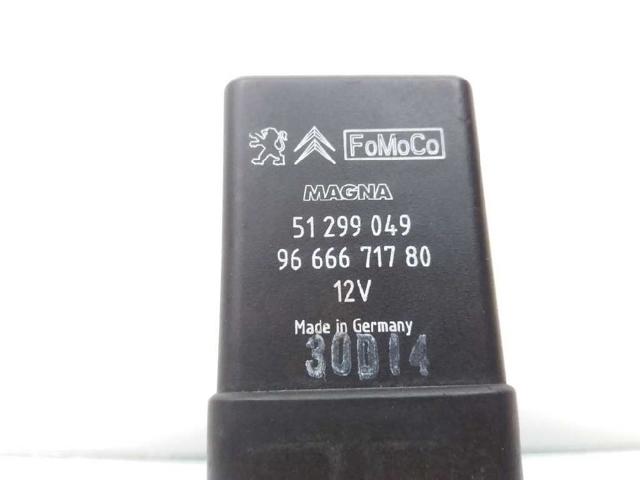 FoMoCo
MAGNA
51 299 049
96 666 717 80
12V
Made in Germany
30D14